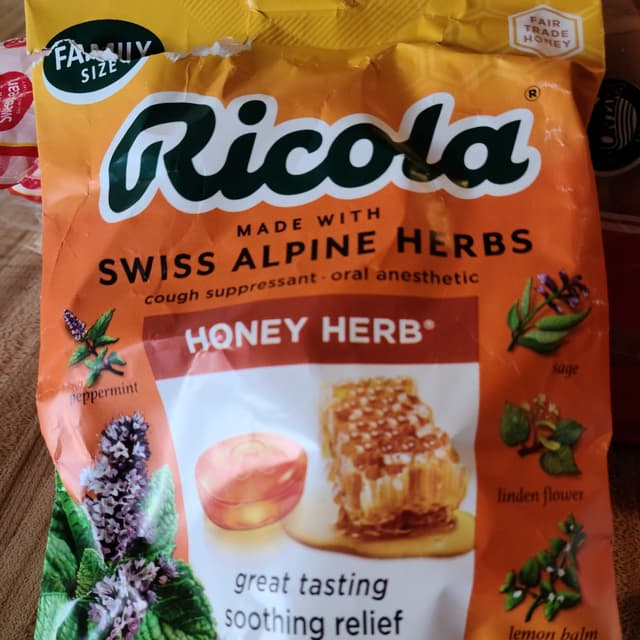 FAMILY
SIZE
FAIR
TRADE
HONEY
Ricola®
MADE WITH
SWISS ALPINE HERBS
cough suppressant · oral anesthetic
HONEY HERB®
peppermint
sage
linden flower
lemon balm
great tasting
soothing relief